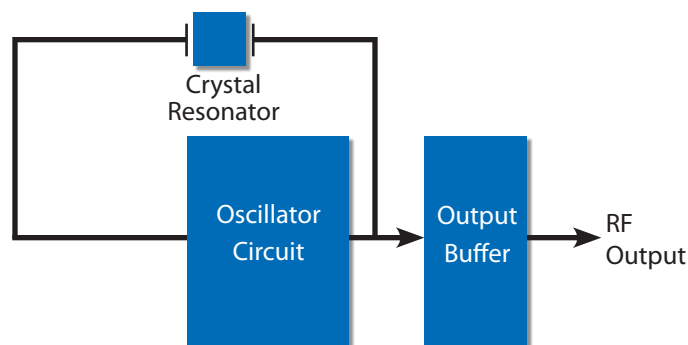 Crystal
Resonator
Oscillator
Circuit
Output
Buffer
RF
Output